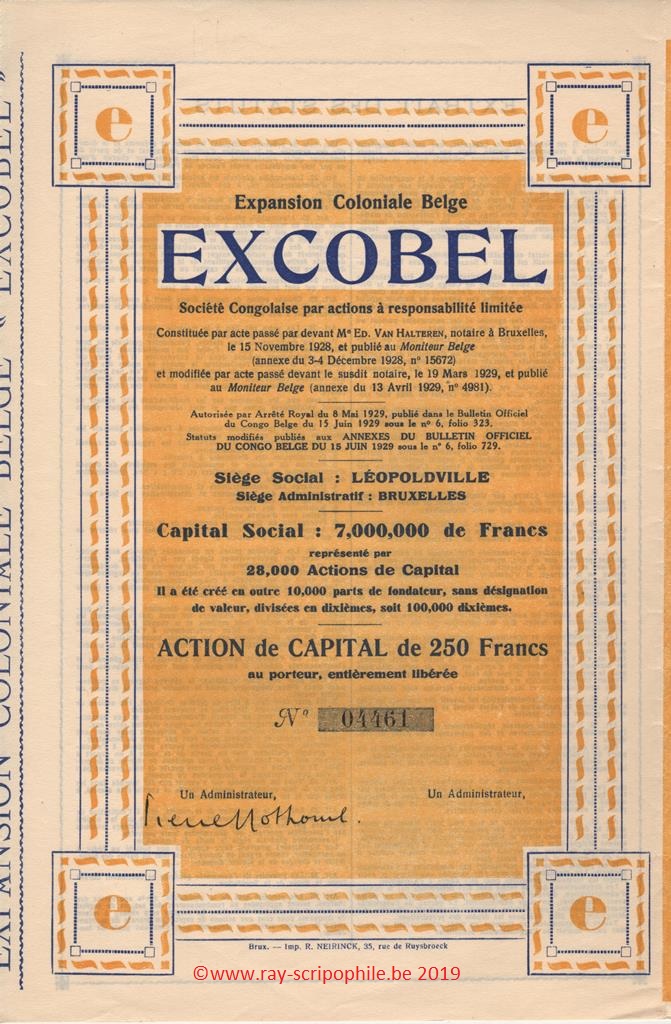 e
e
Expansion Coloniale Belge
EXCOBEL
Société Congolaise par actions à responsabilité limitée
Constituée par acte passé par devant Me ED. VAN HALTEREN, notaire à Bruxelles,
le 15 Novembre 1928, et publié au Moniteur Belge
(annexe du 3-4 Décembre 1928, n° 15672)
et modifiée par acte passé devant le susdit notaire, le 19 Mars 1929, et publié
au Moniteur Belge (annexe du 13 Avril 1929, n° 4981).
Autorisée par Arrêté Royal du 8 Mai 1929, publié dans le Bulletin Officiel
du Congo Belge du 15 Juin 1929 sous le n° 6, folio 323.
Statuts modifiés publiés aux ANNEXES DU BULLETIN OFFICIEL
DU CONGO BELGE DU 15 JUIN 1929 sous le n° 6, folio 729.
Siège Social : LÉOPOLDVILLE
Siège Administratif : BRUXELLES
Capital Social : 7,000,000 de Francs
représenté par
28,000 Actions de Capital
Il a été créé en outre 10,000 parts de fondateur, sans désignation
de valeur, divisées en dixièmes, soit 100,000 dixièmes.
ACTION de CAPITAL de 250 Francs
au porteur, entièrement libérée
N° 04461
Un Administrateur,
Un Administrateur,
Pierre Nothomb.
e
e
Brux. — Imp. R. NEIRINCK, 35, rue de Ruysbroeck
©www.ray-scripophile.be 2019
EXPANSION COLONIALE BELGE « EXCOBEL »